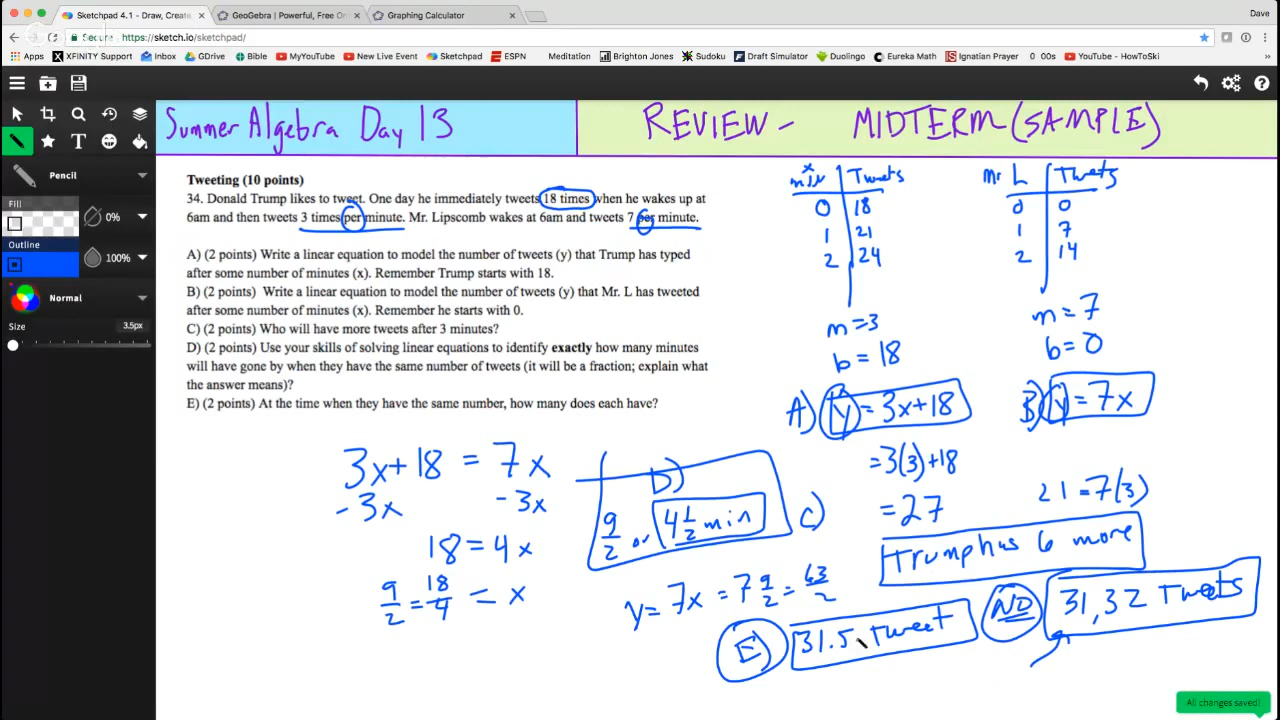 Sketchpad 4.1 - Draw, Create,
GeoGebra | Powerful, Free On
Graphing Calculator
Dave
Secure
https://sketch.io/sketchpad/
Apps XFINITY Support Inbox GDrive Bible MyYouTube New Live Event Sketchpad ESPN Meditation Brighton Jones Sudoku Draft Simulator Duolingo Eureka Math Ignatian Prayer 0 00s YouTube - HowToSki »
Summer Algebra Day 13
REVIEW - MIDTERM (SAMPLE)
Pencil
Fill
0%
Outline
100%
Normal
Size
3.5px
Tweeting (10 points)
34. Donald Trump likes to tweet. One day he immediately tweets 18 times when he wakes up at
6am and then tweets 3 times per minute. Mr. Lipscomb wakes at 6am and tweets 7 per minute.
A) (2 points) Write a linear equation to model the number of tweets (y) that Trump has typed
after some number of minutes (x). Remember Trump starts with 18.
B) (2 points) Write a linear equation to model the number of tweets (y) that Mr. L has tweeted
after some number of minutes (x). Remember he starts with 0.
C) (2 points) Who will have more tweets after 3 minutes?
D) (2 points) Use your skills of solving linear equations to identify exactly how many minutes
will have gone by when they have the same number of tweets (it will be a fraction; explain what
the answer means)?
E) (2 points) At the time when they have the same number, how many does each have?
x
min Tweets
0 18
1 21
2 24
m=3
b=18
A) y=3x+18
=3(3)+18
=27
Mr L Tweets
0 0
1 7
2 14
m=7
b=0
B) y=7x
21=7(3)
C)
Trump has 6 more
3x+18 = 7x
-3x -3x
18=4x
9/2=18/4=x
D)
9/2 or 4 1/2 min
y=7x=7 9/2=63/2
E) 31.5 Tweet
NO 31,32 Tweets
All changes saved!